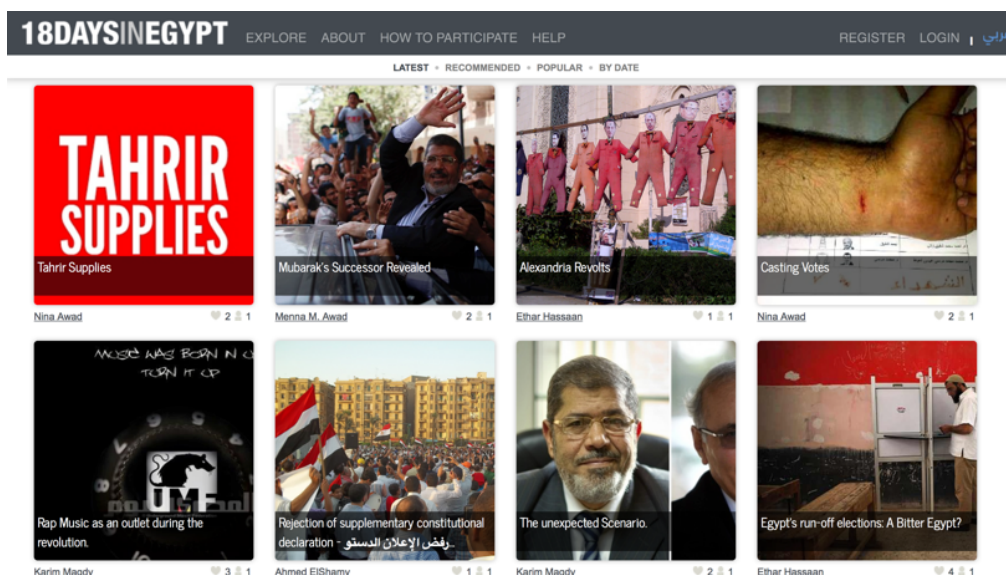 18DAYSINEGYPT EXPLORE ABOUT HOW TO PARTICIPATE HELP REGISTER LOGIN عربي
LATEST • RECOMMENDED • POPULAR • BY DATE
TAHRIR
SUPPLIES
Tahrir Supplies
Mubarak's Successor Revealed
Alexandria Revolts
Casting Votes
Nina Awad 2 1
Menna M. Awad 2 1
Ethar Hassaan 1 1
Nina Awad 2 1
MUSIC WAS BORN IN
TURN IT UP
UMF
Rap Music as an outlet during the
revolution.
Rejection of supplementary constitutional
declaration - رفض الإعلان الدستو...
The unexpected Scenario.
Egypt's run-off elections: A Bitter Egypt?
Karim Magdy 3 1
Ahmed ElShamy 1 1
Karim Magdy 2 1
Ethar Hassaan 4 1